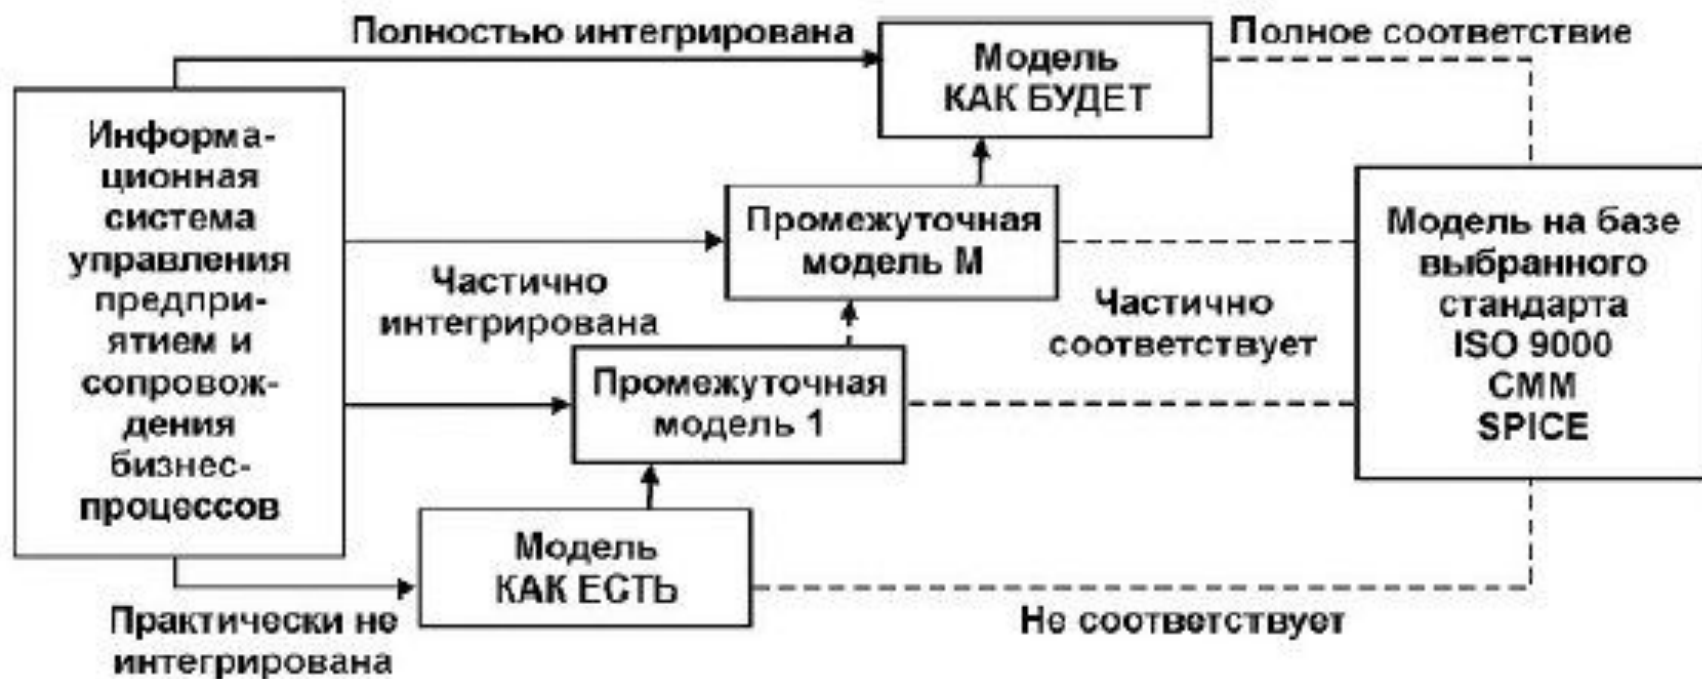 Полностью интегрирована
Полное соответствие
Модель
КАК БУДЕТ
Информа-
ционная
система
управления
предпри-
ятием и
сопровож-
дения
бизнес-
процессов
Промежуточная
модель М
Модель на базе
выбранного
стандарта
ISO 9000
CMM
SPICE
Частично
интегрирована
Частично
соответствует
Промежуточная
модель 1
Модель
КАК ЕСТЬ
Практически не
интегрирована
Не соответствует